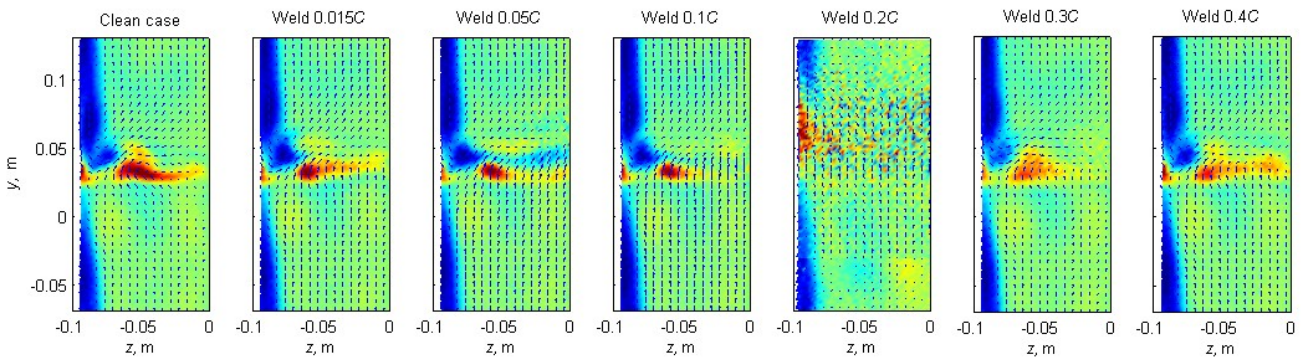 Clean case
Weld 0.015C
Weld 0.05C
Weld 0.1C
Weld 0.2C
Weld 0.3C
Weld 0.4C
y, m
0.1
0.05
0
-0.05
-0.1 -0.05 0
-0.1 -0.05 0
-0.1 -0.05 0
-0.1 -0.05 0
-0.1 -0.05 0
-0.1 -0.05 0
-0.1 -0.05 0
z, m
z, m
z, m
z, m
z, m
z, m
z, m